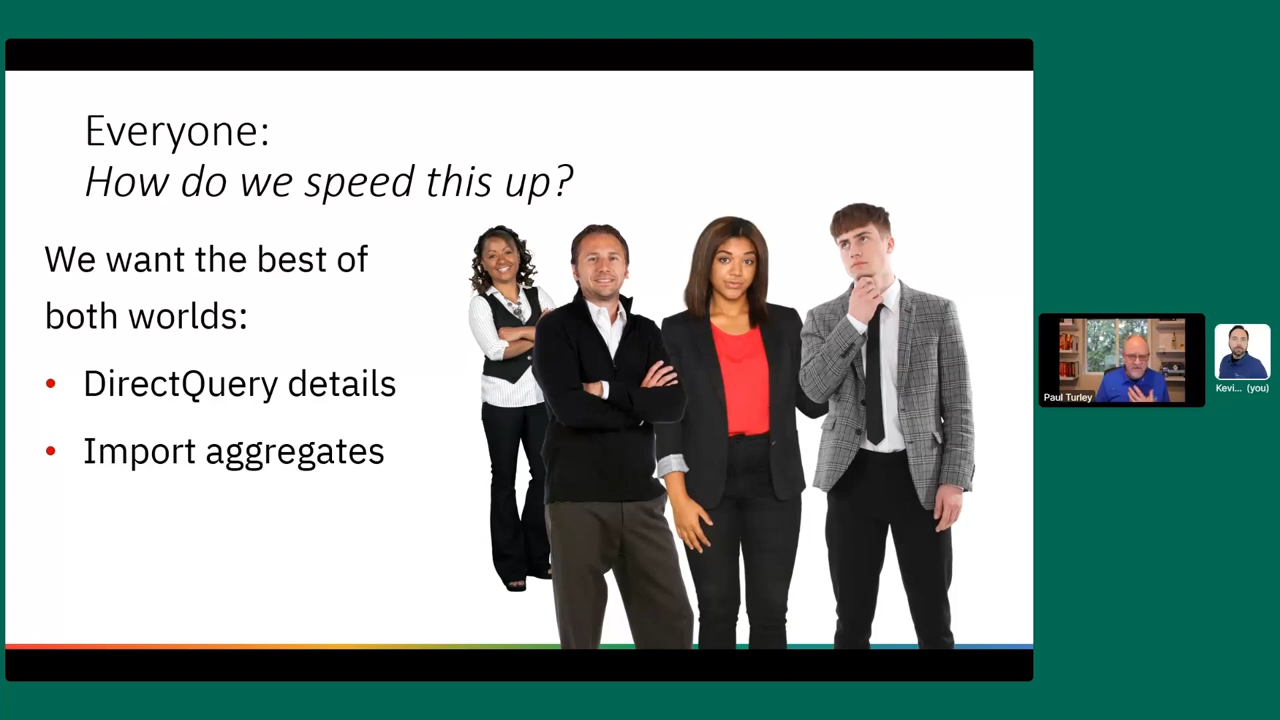 Everyone:
How do we speed this up?
We want the best of
both worlds:
• DirectQuery details
• Import aggregates
Paul Turley
Kevi... (you)